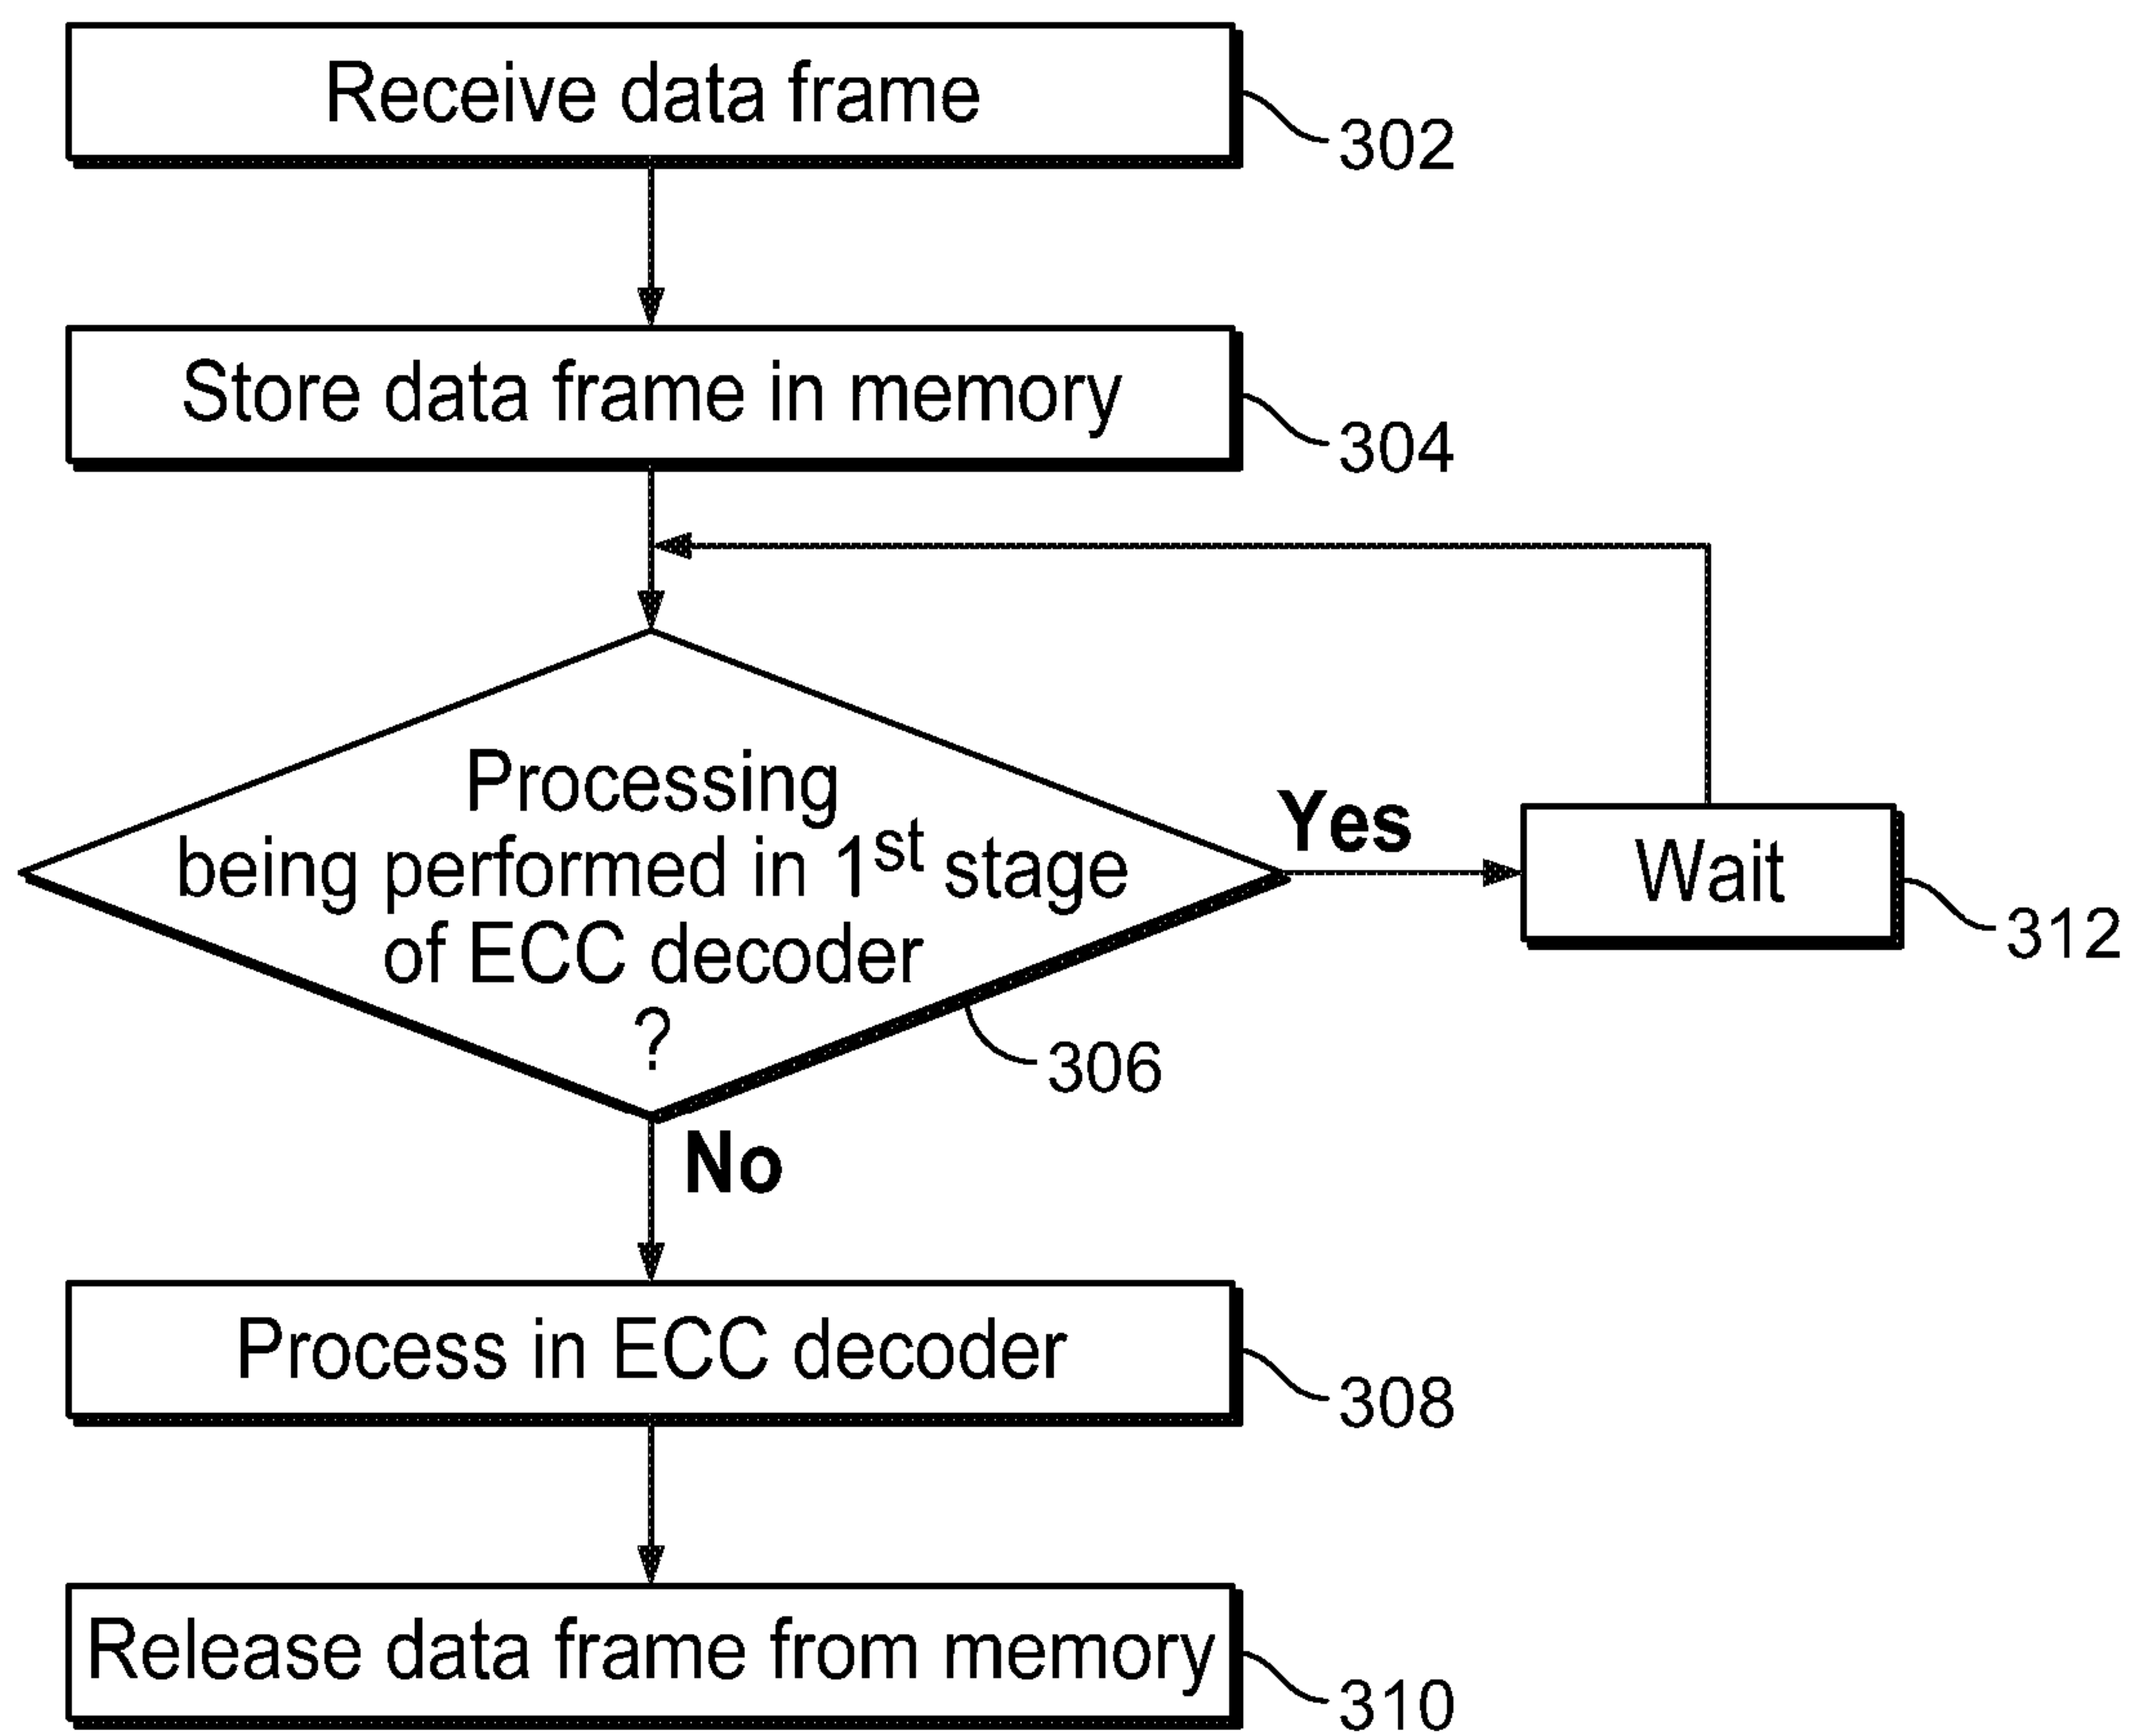 Receive data frame
302
Store data frame in memory
304
Processing
being performed in 1st stage
of ECC decoder
?
306
Yes
Wait
312
No
Process in ECC decoder
308
Release data frame from memory
310